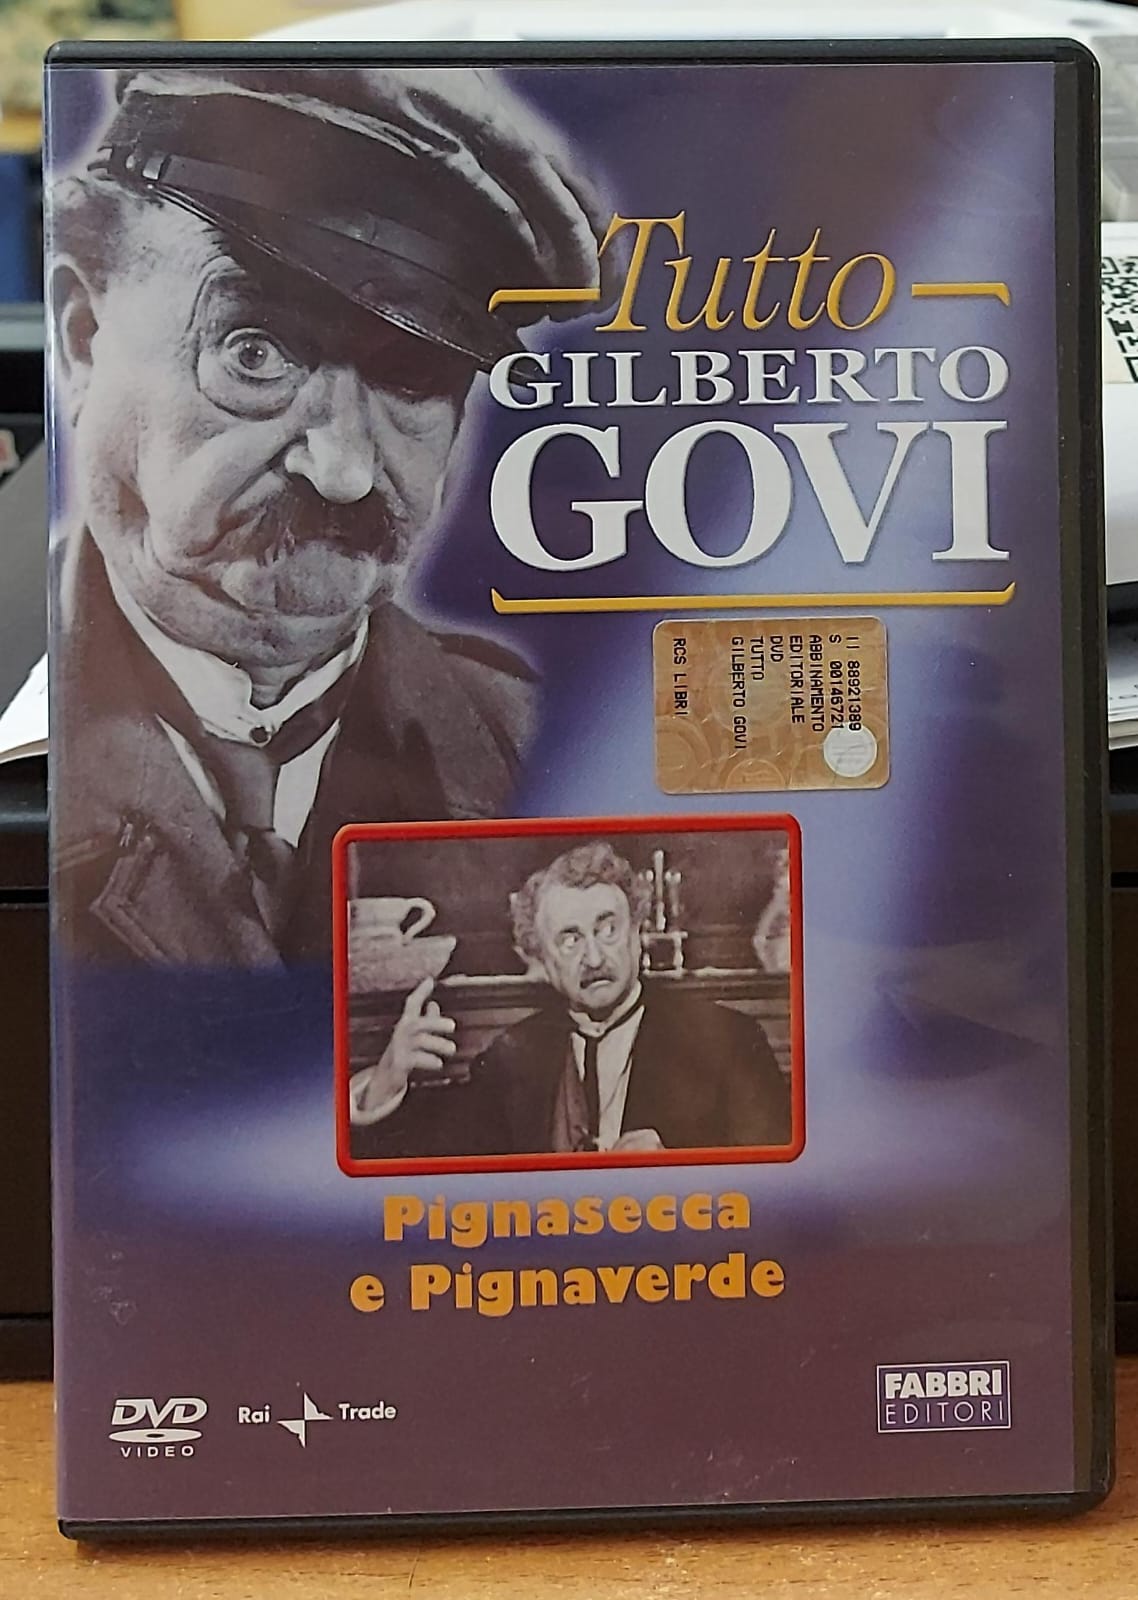 Tutto
GILBERTO
GOVI
II 88921389
S 00146721
ABBINAMENTO
EDITORIALE
DVD
TUTTO
GILBERTO GOVI
RCS LIBRI
Pignasecca
e Pignaverde
DVD
VIDEO
Rai Trade
FABBRI
EDITORI